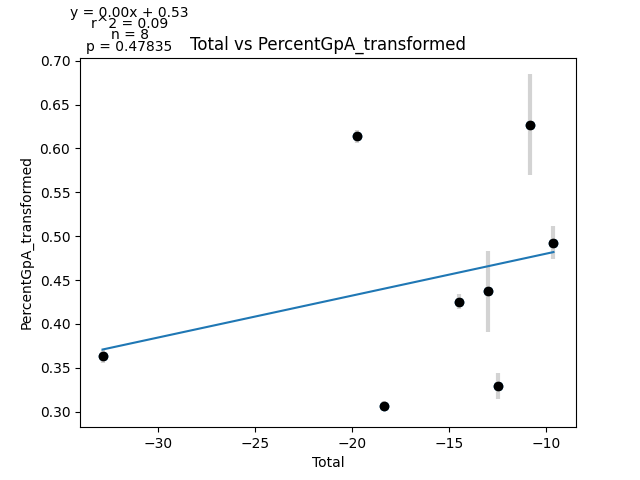 y = 0.00x + 0.53
r^2 = 0.09
n = 8
p = 0.47835
Total vs PercentGpA_transformed
0.70
0.65
0.60
0.55
0.50
0.45
0.40
0.35
0.30
PercentGpA_transformed
−30
−25
−20
−15
−10
Total